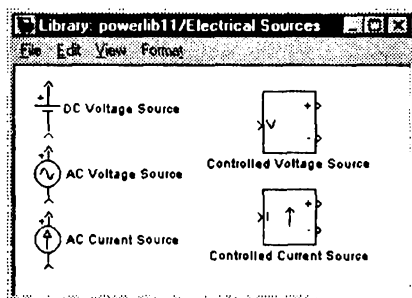 Library: powerlib11/Electrical Sources
File Edit View Format
DC Voltage Source
AC Voltage Source
AC Current Source
+
-
V
Controlled Voltage Source
+
-
I
Controlled Current Source